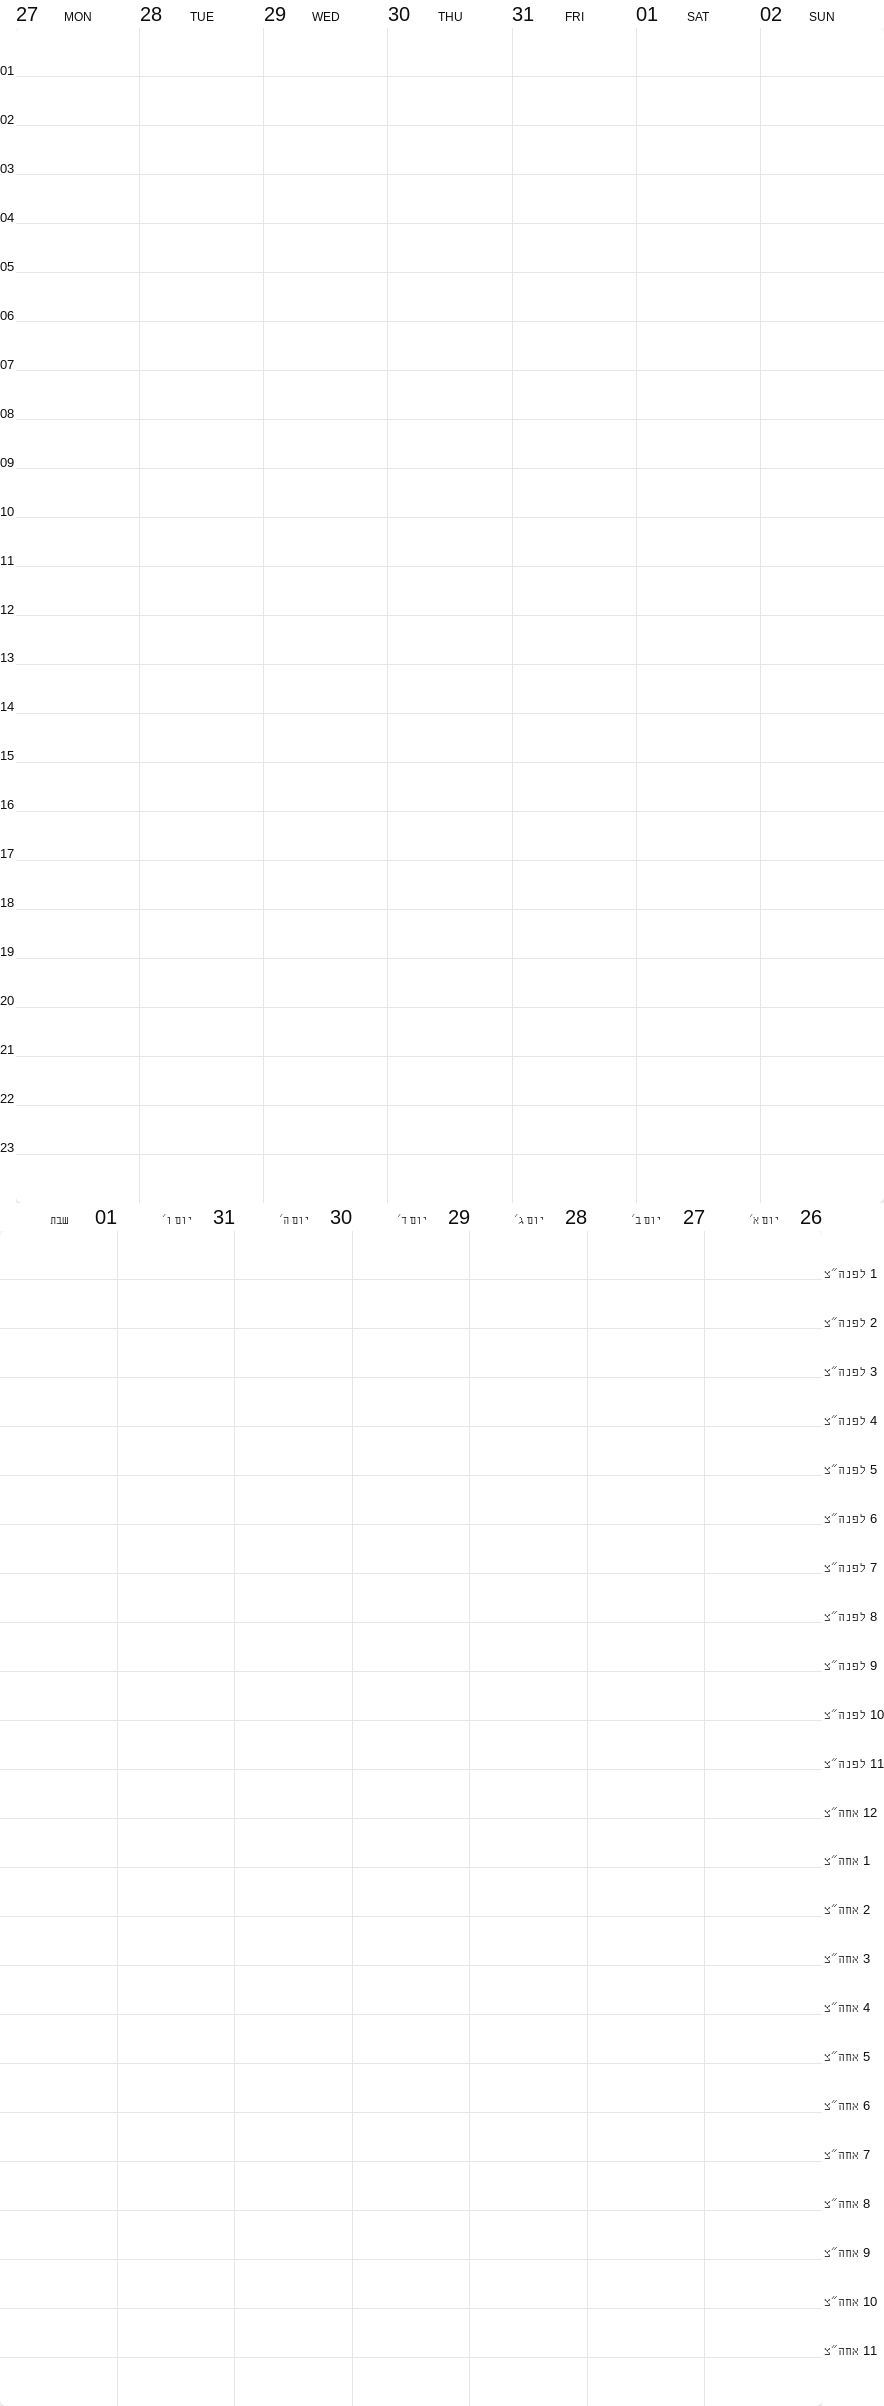 27 MON 28 TUE 29 WED 30 THU 31 FRI 01 SAT 02 SUN
01
02
03
04
05
06
07
08
09
10
11
12
13
14
15
16
17
18
19
20
21
22
23
26 יום א׳ 27 יום ב׳ 28 יום ג׳ 29 יום ד׳ 30 יום ה׳ 31 יום ו׳ 01 שבת
1 לפנה״צ
2 לפנה״צ
3 לפנה״צ
4 לפנה״צ
5 לפנה״צ
6 לפנה״צ
7 לפנה״צ
8 לפנה״צ
9 לפנה״צ
10 לפנה״צ
11 לפנה״צ
12 אחה״צ
1 אחה״צ
2 אחה״צ
3 אחה״צ
4 אחה״צ
5 אחה״צ
6 אחה״צ
7 אחה״צ
8 אחה״צ
9 אחה״צ
10 אחה״צ
11 אחה״צ